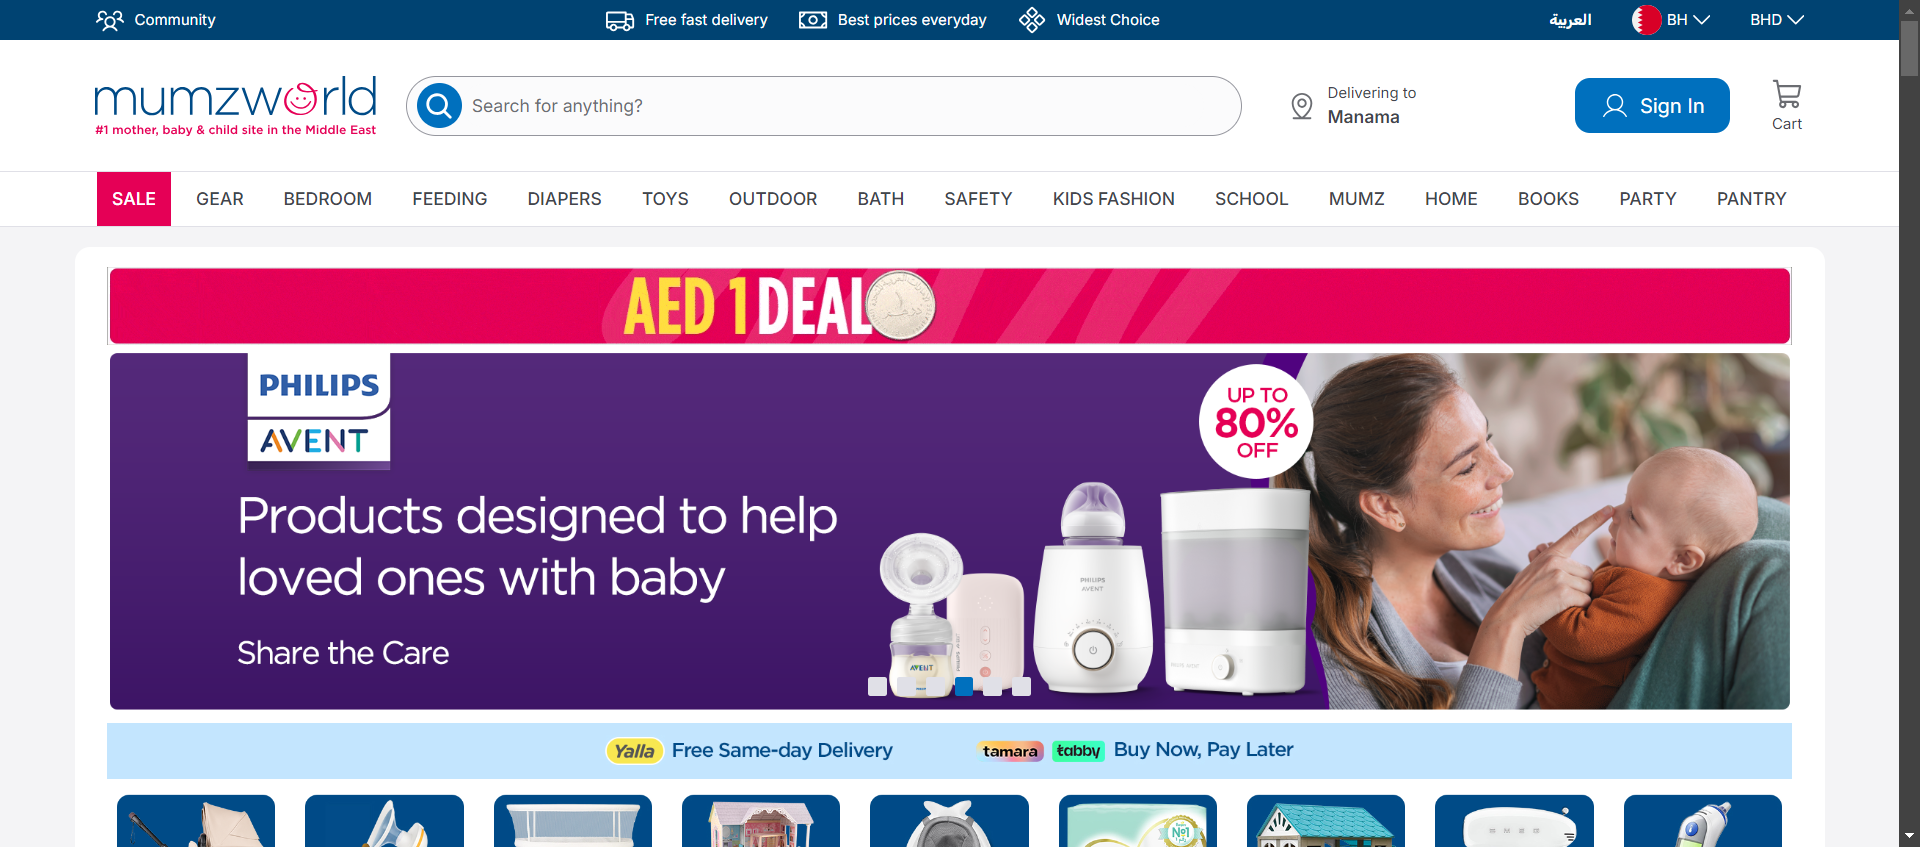 Community
Free fast delivery
Best prices everyday
Widest Choice
العربية
BH
BHD
mumzworld
#1 mother, baby & child site in the Middle East
Search for anything?
Delivering to
Manama
Sign In
Cart
SALE
GEAR
BEDROOM
FEEDING
DIAPERS
TOYS
OUTDOOR
BATH
SAFETY
KIDS FASHION
SCHOOL
MUMZ
HOME
BOOKS
PARTY
PANTRY
AED 1 DEAL
PHILIPS
AVENT
UP TO
80%
OFF
Products designed to help
loved ones with baby
Share the Care
PHILIPS
AVENT
AVENT
Yalla Free Same-day Delivery
tamara tabby Buy Now, Pay Later
No1